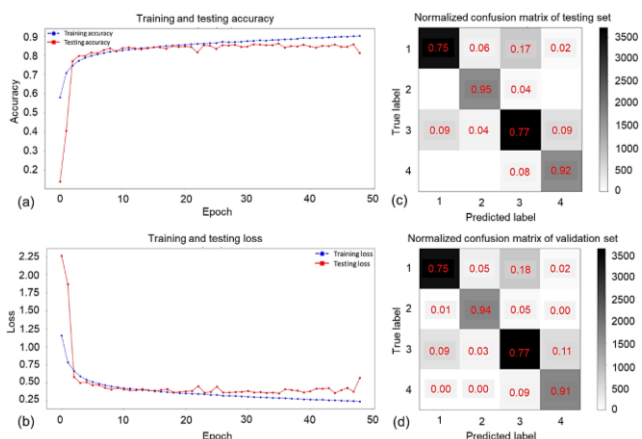 Training and testing accuracy
Training accuracy
Testing accuracy
0.9
0.8
0.7
0.6
0.5
0.4
0.3
0.2
Accuracy
0 10 20 30 40 50
Epoch
(a)
Normalized confusion matrix of testing set
1 0.75 0.06 0.17 0.02
2 0.95 0.04
3 0.09 0.04 0.77 0.09
4 0.08 0.92
True label
1 2 3 4
Predicted label
3500
3000
2500
2000
1500
1000
500
0
(c)
Training and testing loss
Training loss
Testing loss
2.25
2.00
1.75
1.50
1.25
1.00
0.75
0.50
0.25
Loss
0 10 20 30 40 50
Epoch
(b)
Normalized confusion matrix of validation set
1 0.75 0.05 0.18 0.02
2 0.01 0.94 0.05 0.00
3 0.09 0.03 0.77 0.11
4 0.00 0.00 0.09 0.91
True label
1 2 3 4
Predicted label
3500
3000
2500
2000
1500
1000
500
0
(d)